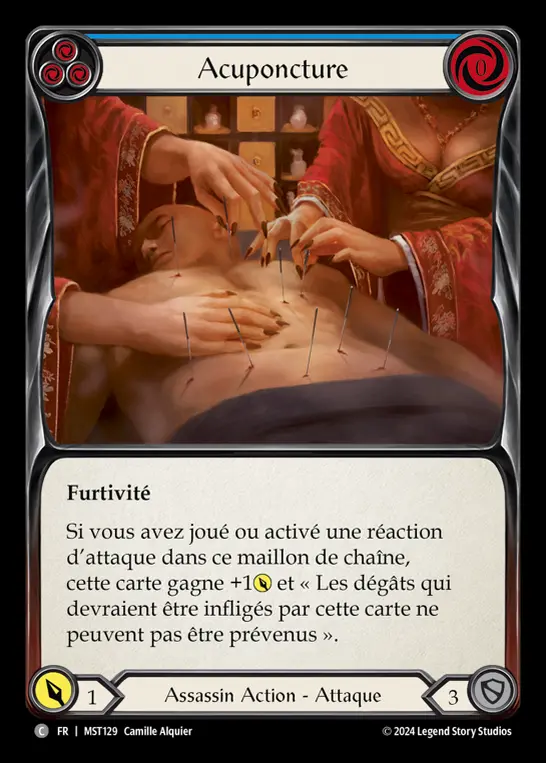 Acuponcture
0
Furtivité
Si vous avez joué ou activé une réaction
d'attaque dans ce maillon de chaîne,
cette carte gagne +1 et « Les dégâts qui
devraient être infligés par cette carte ne
peuvent pas être prévenus ».
1
Assassin Action - Attaque
3
C FR | MST129 Camille Alquier
© 2024 Legend Story Studios